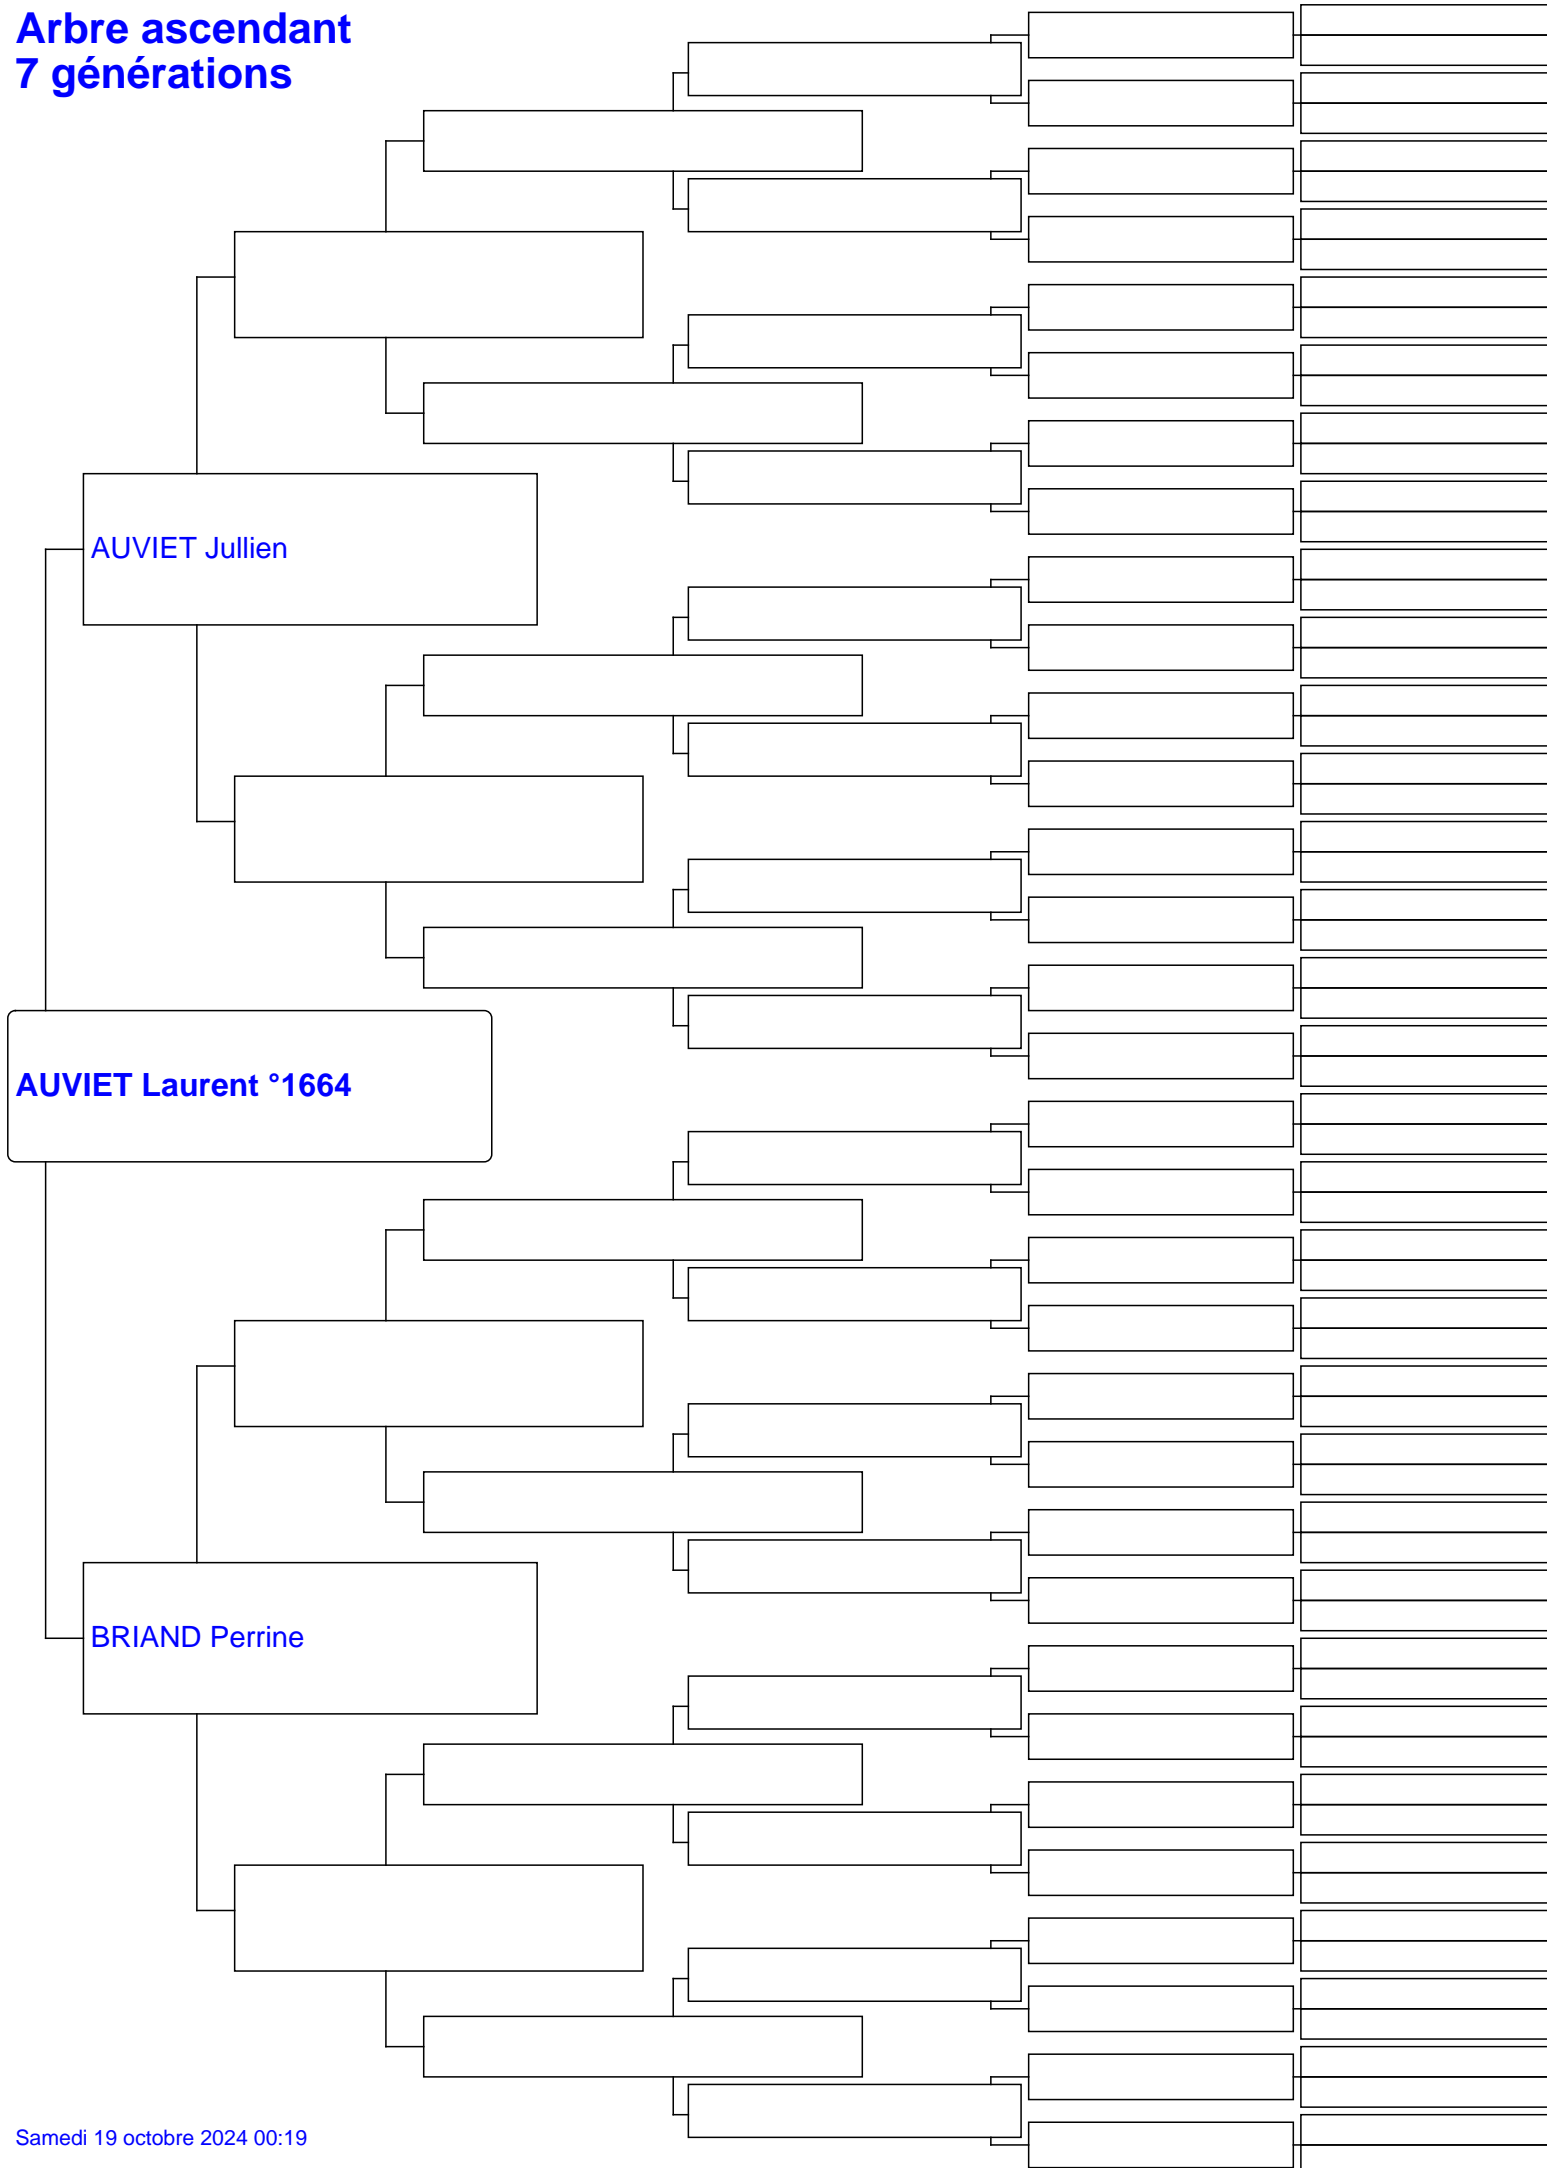 Arbre ascendant
7 générations
AUVIET Jullien
AUVIET Laurent °1664
BRIAND Perrine
Samedi 19 octobre 2024 00:19